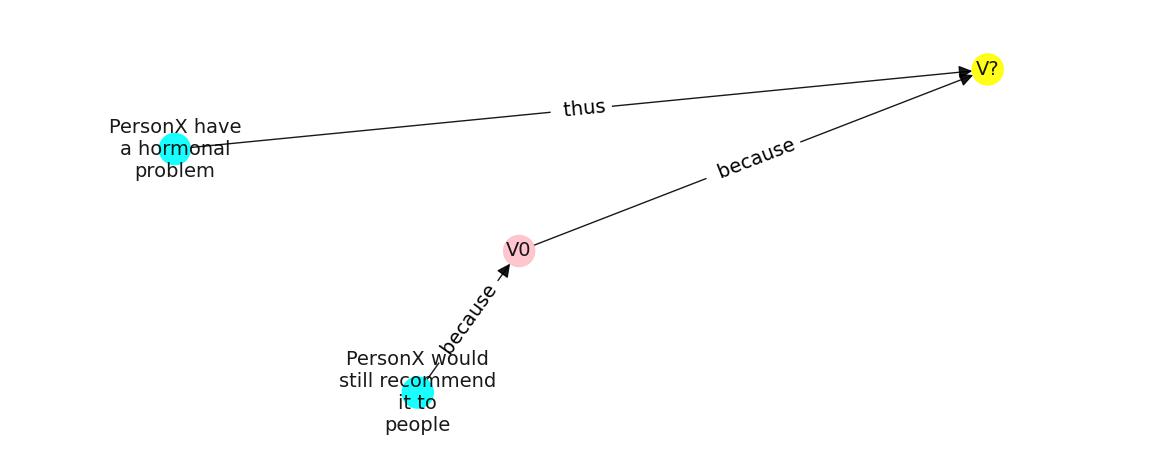 V?
thus
PersonX have
a hormonal
problem
because
V0
because
PersonX would
still recommend
it to
people